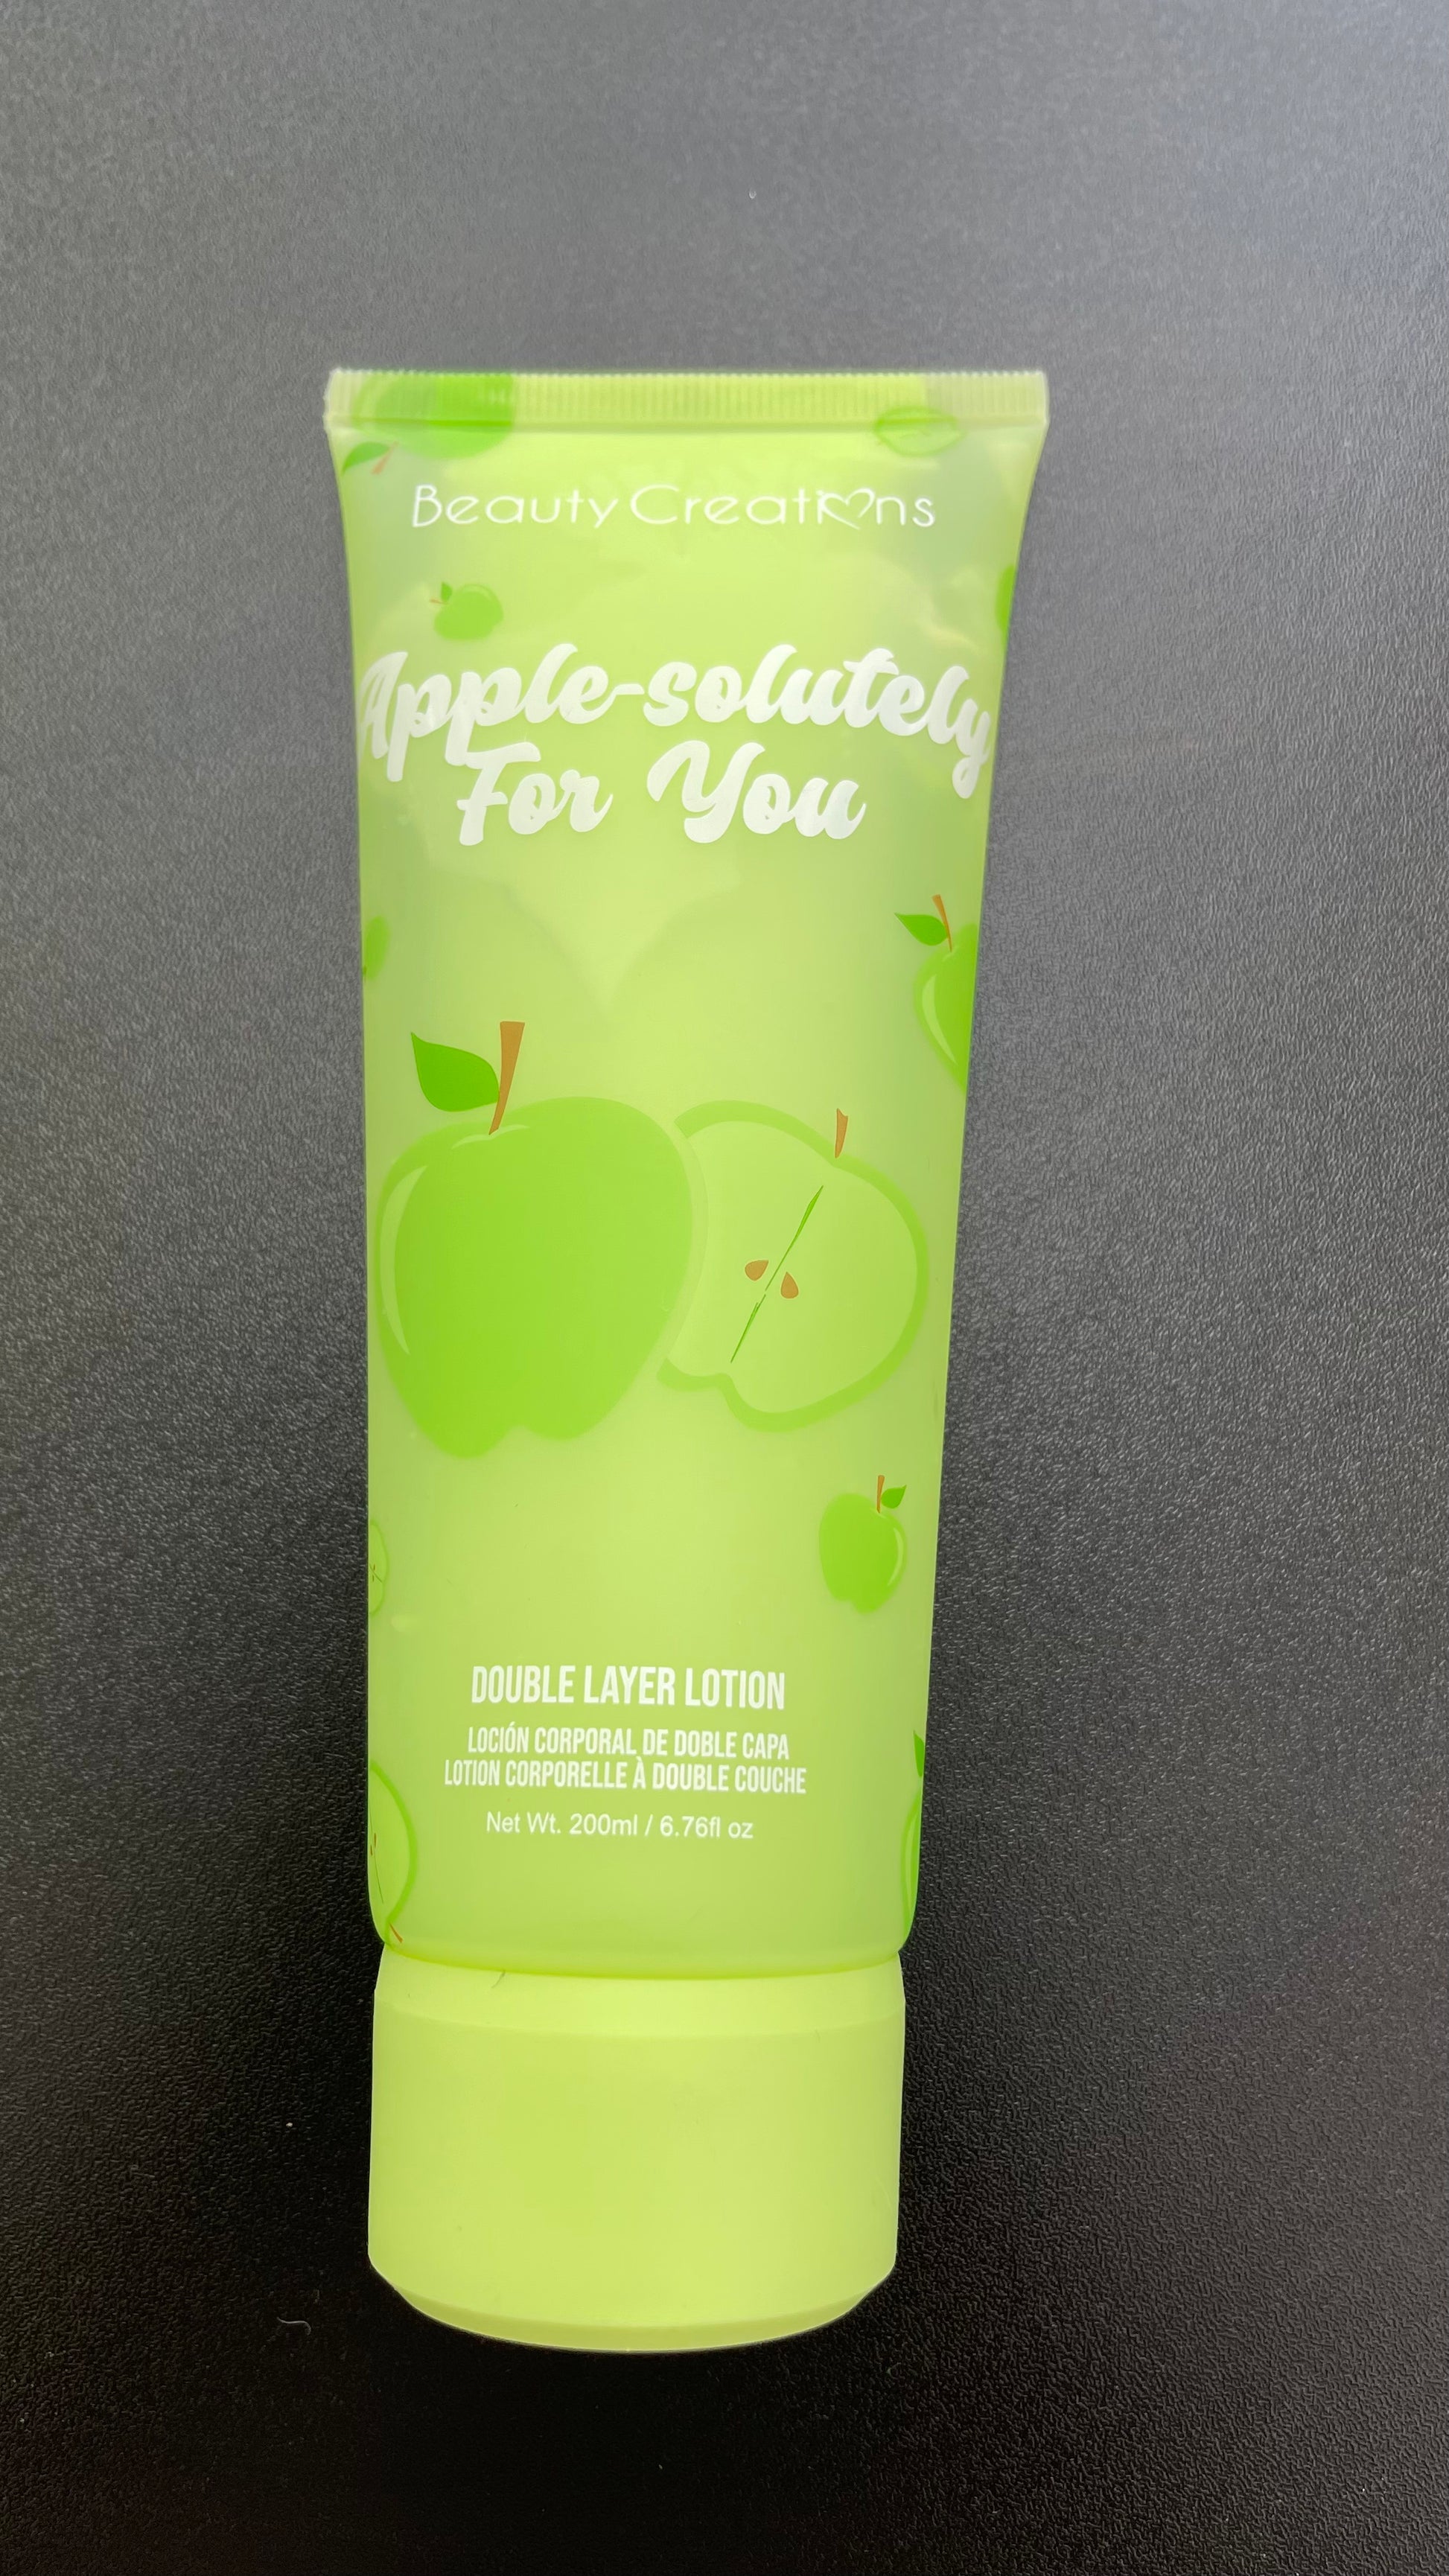 Beauty Creations
Apple-solutely
For You
DOUBLE LAYER LOTION
LOCIÓN CORPORAL DE DOBLE CAPA
LOTION CORPORELLE À DOUBLE COUCHE
Net Wt. 200ml / 6.76fl oz